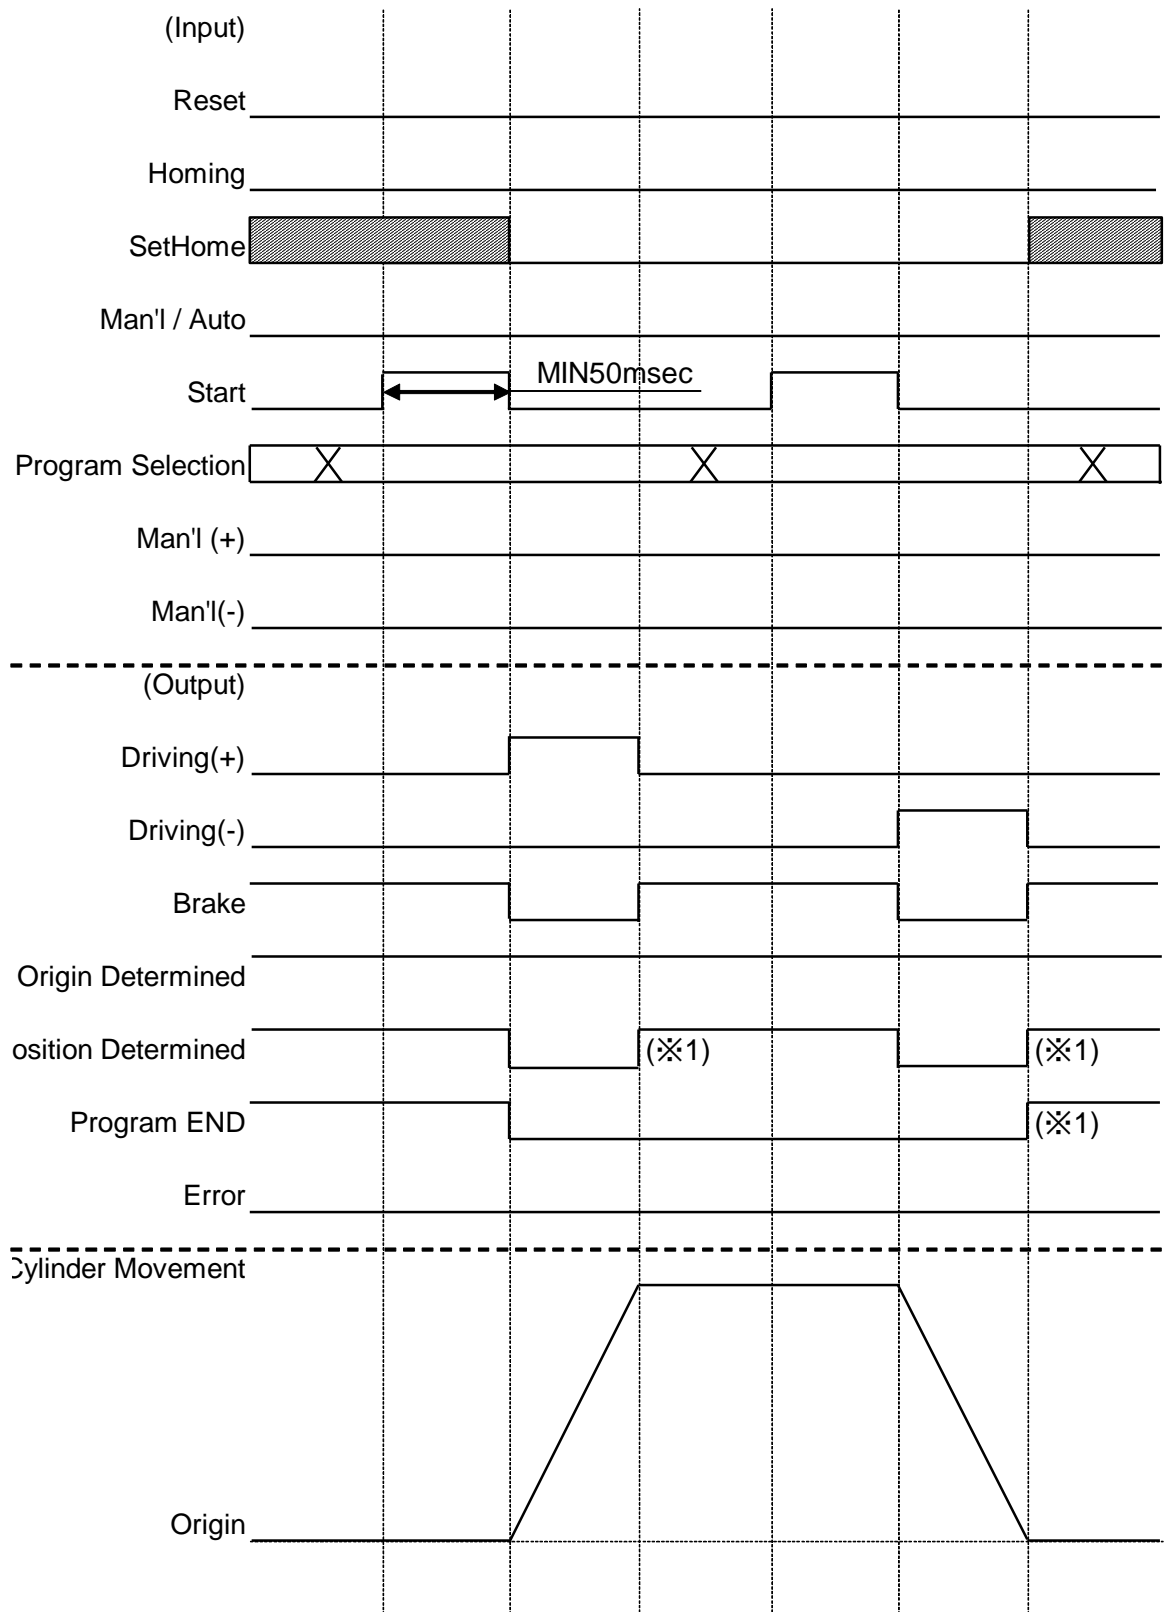 (Input)
Reset
Homing
SetHome
Man'l / Auto
Start
MIN50msec
Program Selection
Man'l (+)
Man'l(-)
(Output)
Driving(+)
Driving(-)
Brake
Origin Determined
osition Determined
(※1)
(※1)
Program END
(※1)
Error
Cylinder Movement
Origin